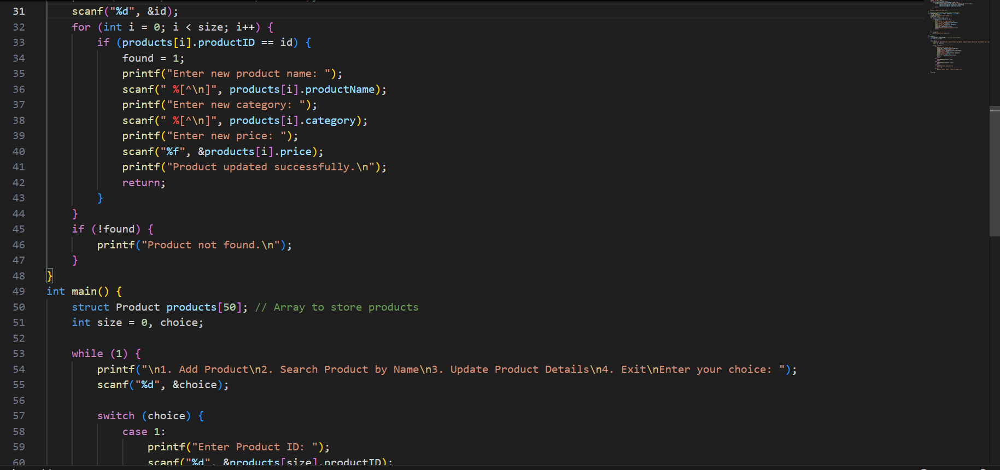 31 scanf("%d", &id);
32 for (int i = 0; i < size; i++) {
33 if (products[i].productID == id) {
34 found = 1;
35 printf("Enter new product name: ");
36 scanf(" %[^\n]", products[i].productName);
37 printf("Enter new category: ");
38 scanf(" %[^\n]", products[i].category);
39 printf("Enter new price: ");
40 scanf("%f", &products[i].price);
41 printf("Product updated successfully.\n");
42 return;
43 }
44 }
45 if (!found) {
46 printf("Product not found.\n");
47 }
48 }
49 int main() {
50 struct Product products[50]; // Array to store products
51 int size = 0, choice;
52
53 while (1) {
54 printf("\n1. Add Product\n2. Search Product by Name\n3. Update Product Details\n4. Exit\nEnter your choice: ");
55 scanf("%d", &choice);
56
57 switch (choice) {
58 case 1:
59 printf("Enter Product ID: ");
60 scanf("%d", &products[size].productID);